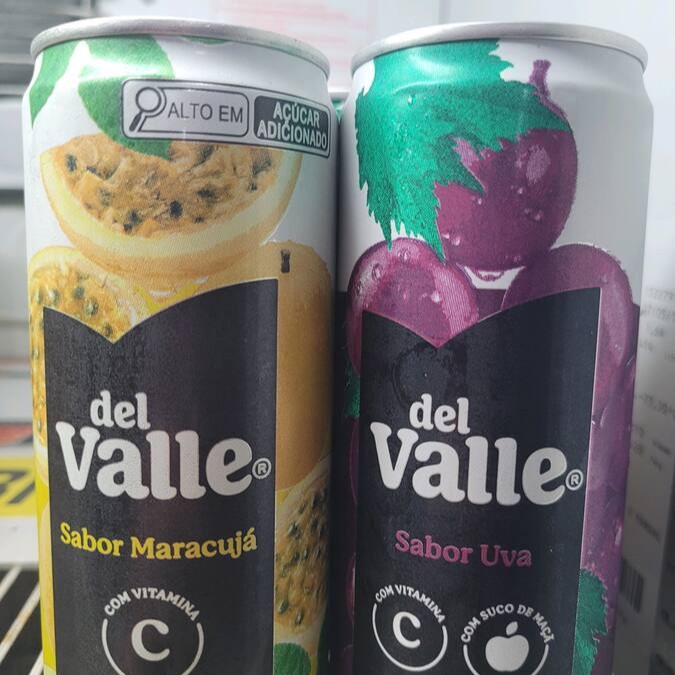 ALTO EM
AÇÚCAR
ADICIONADO
del
Valle®
Sabor Maracujá
COM VITAMINA
C
del
Valle®
Sabor Uva
COM VITAMINA
C
COM SUCO DE MAÇÃ